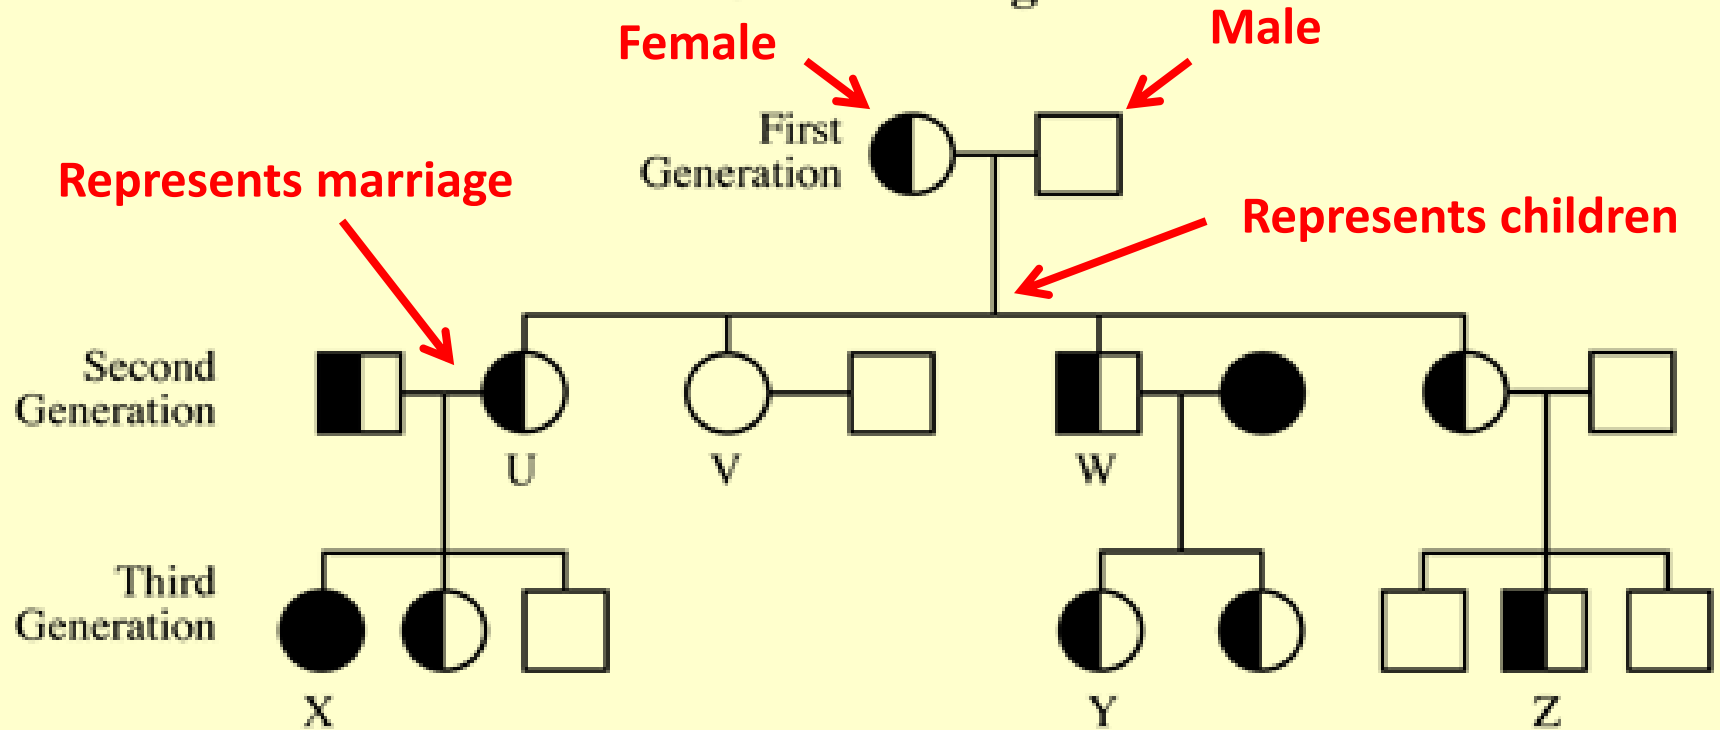 Female
Male
First
Generation
Represents marriage
Represents children
Second
Generation
U
V
W
Third
Generation
X
Y
Z